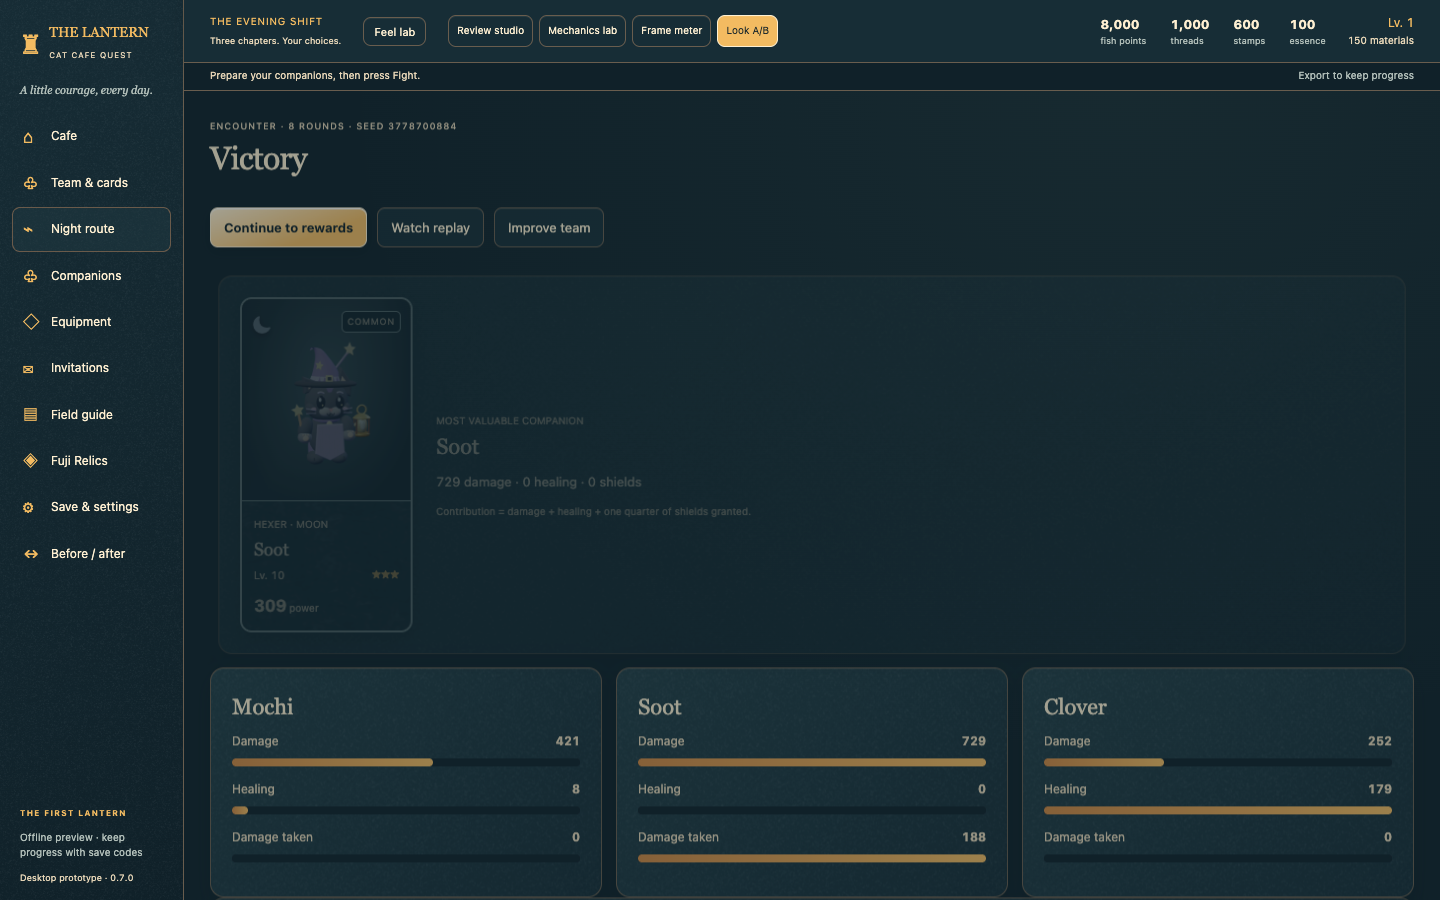 THE LANTERN
CAT CAFE QUEST
A little courage, every day.
Cafe
Team & cards
Night route
Companions
Equipment
Invitations
Field guide
Fuji Relics
Save & settings
Before / after
THE FIRST LANTERN
Offline preview · keep
progress with save codes
Desktop prototype · 0.7.0
THE EVENING SHIFT
Three chapters. Your choices.
Feel lab
Review studio
Mechanics lab
Frame meter
Look A/B
8,000
fish points
1,000
threads
600
stamps
100
essence
Lv. 1
150 materials
Prepare your companions, then press Fight.
Export to keep progress
ENCOUNTER · 8 ROUNDS · SEED 3778700884
Victory
Continue to rewards
Watch replay
Improve team
COMMON
HEXER · MOON
Soot
Lv. 10
309 power
MOST VALUABLE COMPANION
Soot
729 damage · 0 healing · 0 shields
Contribution = damage + healing + one quarter of shields granted.
Mochi
Damage 421
Healing 8
Damage taken 0
Soot
Damage 729
Healing 0
Damage taken 188
Clover
Damage 252
Healing 179
Damage taken 0